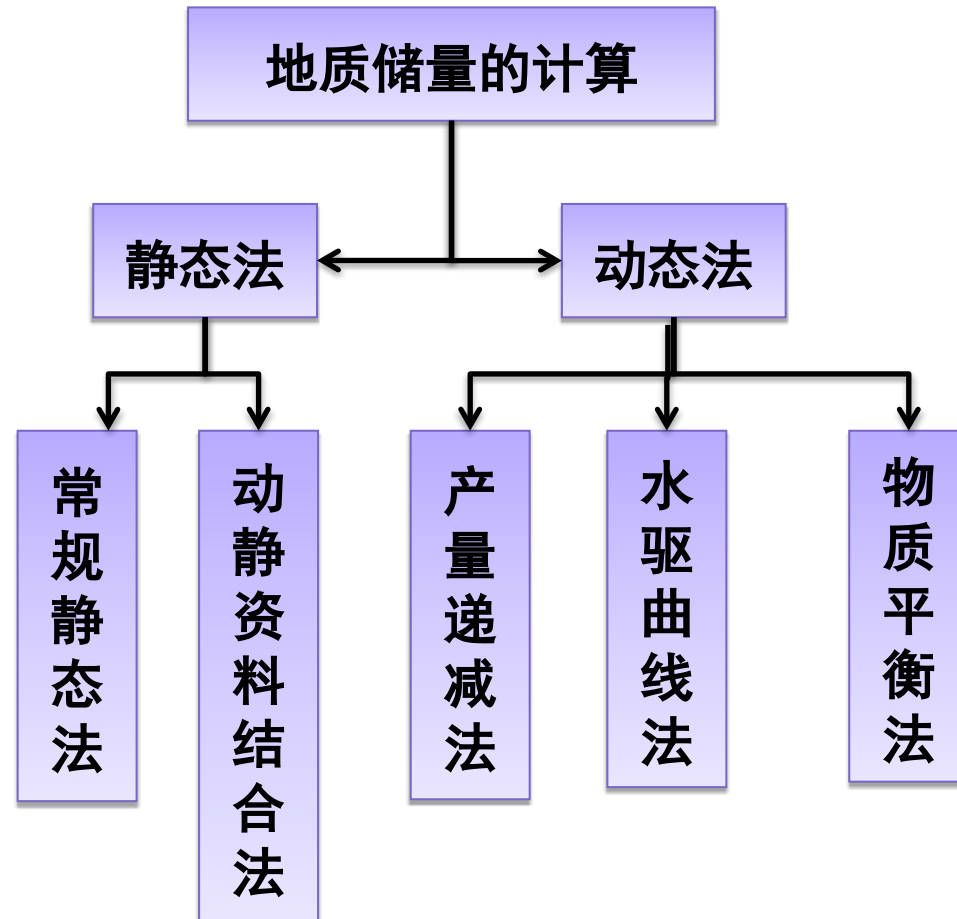 地质储量的计算
静态法
动态法
常规静态法
动静资料结合法
产量递减法
水驱曲线法
物质平衡法